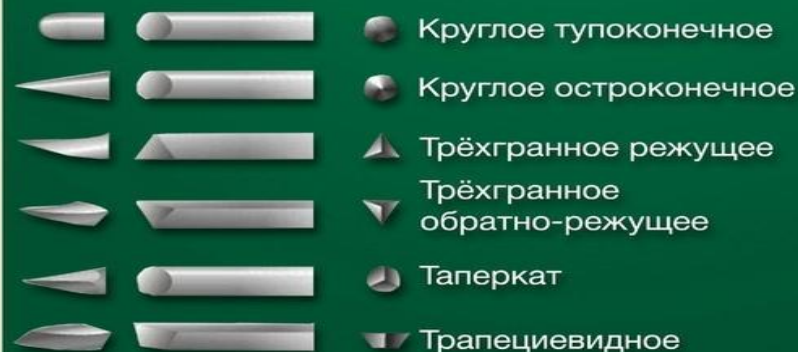 Круглое тупоконечное
Круглое остроконечное
Трёхгранное режущее
Трёхгранное
обратно-режущее
Таперкат
Трапециевидное